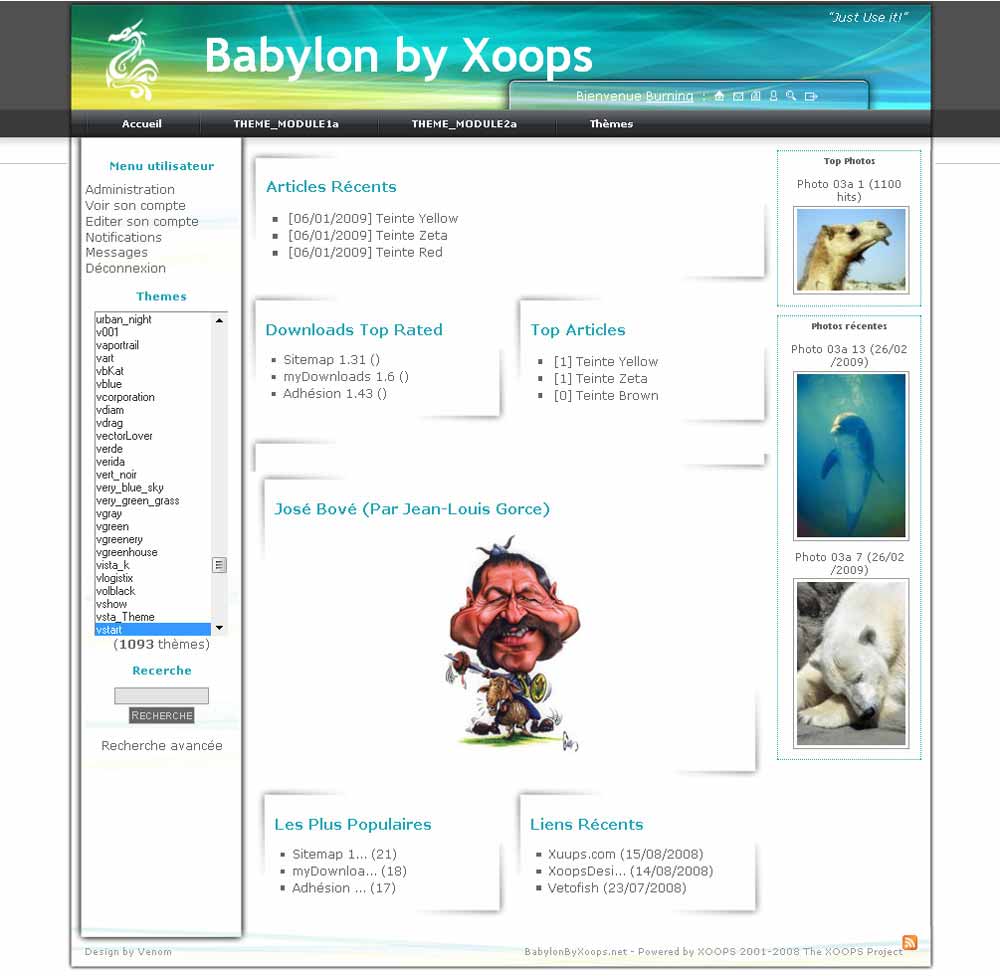 "Just Use it!"
Babylon by Xoops
Bienvenue Burning :
Accueil THEME_MODULE1a THEME_MODULE2a Thèmes
Menu utilisateur
Administration
Voir son compte
Editer son compte
Notifications
Messages
Déconnexion
Themes
urban_night
v001
vaportrail
vart
vbKat
vblue
vcorporation
vdiam
vdrag
vectorLover
verde
verida
vert_noir
very_blue_sky
very_green_grass
vgray
vgreen
vgreenery
vgreenhouse
vista_k
vlogistix
volblack
vshow
vsta_Theme
vstart
(1093 thèmes)
Recerche
RECHERCHE
Recherche avancée
Articles Récents
[06/01/2009] Teinte Yellow
[06/01/2009] Teinte Zeta
[06/01/2009] Teinte Red
Downloads Top Rated
Sitemap 1.31 ()
myDownloads 1.6 ()
Adhésion 1.43 ()
Top Articles
[1] Teinte Yellow
[1] Teinte Zeta
[0] Teinte Brown
José Bové (Par Jean-Louis Gorce)
Les Plus Populaires
Sitemap 1... (21)
myDownloa... (18)
Adhésion ... (17)
Liens Récents
Xuups.com (15/08/2008)
XoopsDesi... (14/08/2008)
Vetofish (23/07/2008)
Top Photos
Photo 03a 1 (1100
hits)
Photos récentes
Photo 03a 13 (26/02
/2009)
Photo 03a 7 (26/02
/2009)
Design by Venom
BabylonByXoops.net - Powered by XOOPS 2001-2008 The XOOPS Project